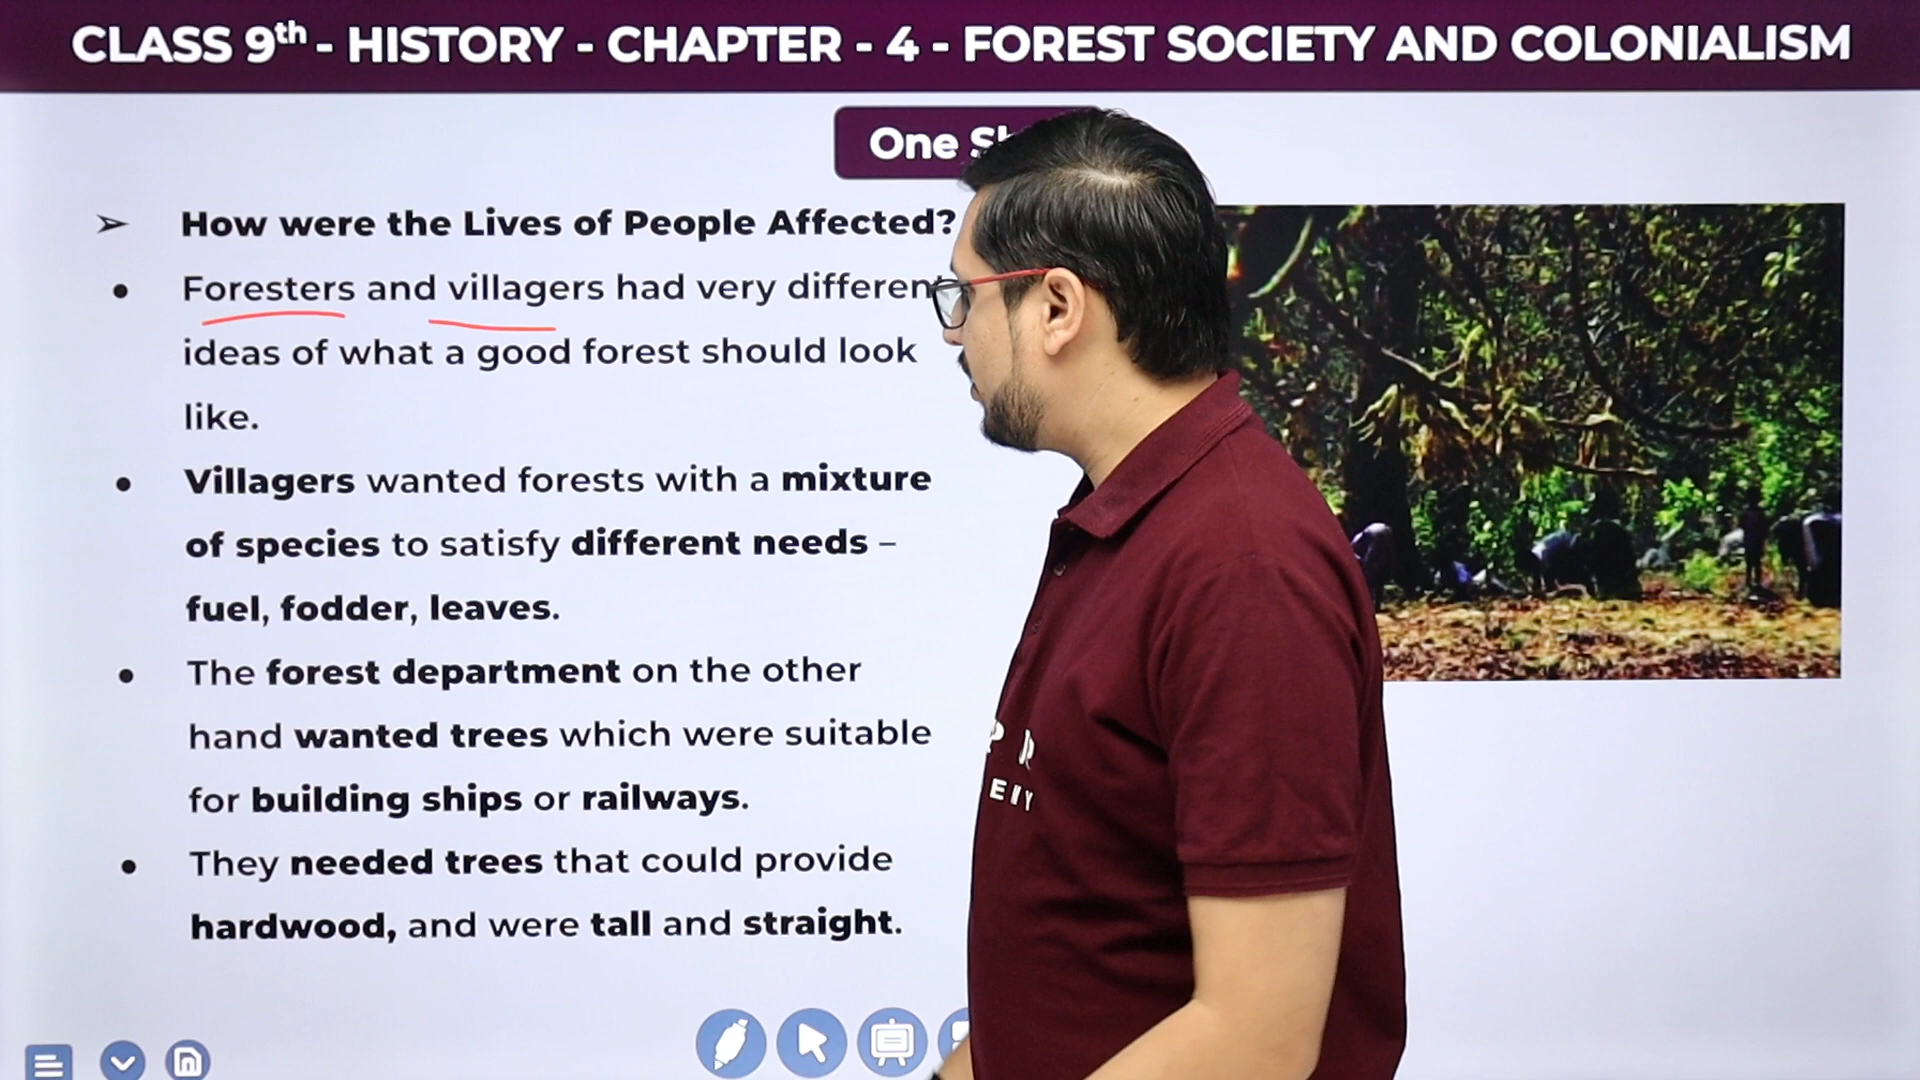 CLASS 9th - HISTORY - CHAPTER - 4 - FOREST SOCIETY AND COLONIALISM
One
➢ How were the Lives of People Affected?
● Foresters and villagers had very different
ideas of what a good forest should look
like.
● Villagers wanted forests with a mixture
of species to satisfy different needs –
fuel, fodder, leaves.
● The forest department on the other
hand wanted trees which were suitable
for building ships or railways.
● They needed trees that could provide
hardwood, and were tall and straight.